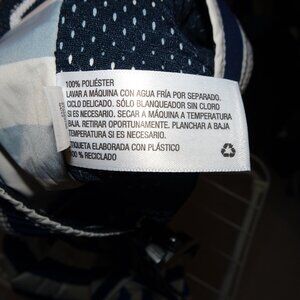 100% POLIÉSTER
LAVAR A MÁQUINA CON AGUA FRÍA POR SEPARADO.
CICLO DELICADO. SÓLO BLANQUEADOR SIN CLORO
SI ES NECESARIO. SECAR A MÁQUINA A TEMPERATURA
BAJA. RETIRAR OPORTUNAMENTE. PLANCHAR A BAJA
TEMPERATURA SI ES NECESARIO.
ETIQUETA ELABORADA CON PLÁSTICO
100 % RECICLADO